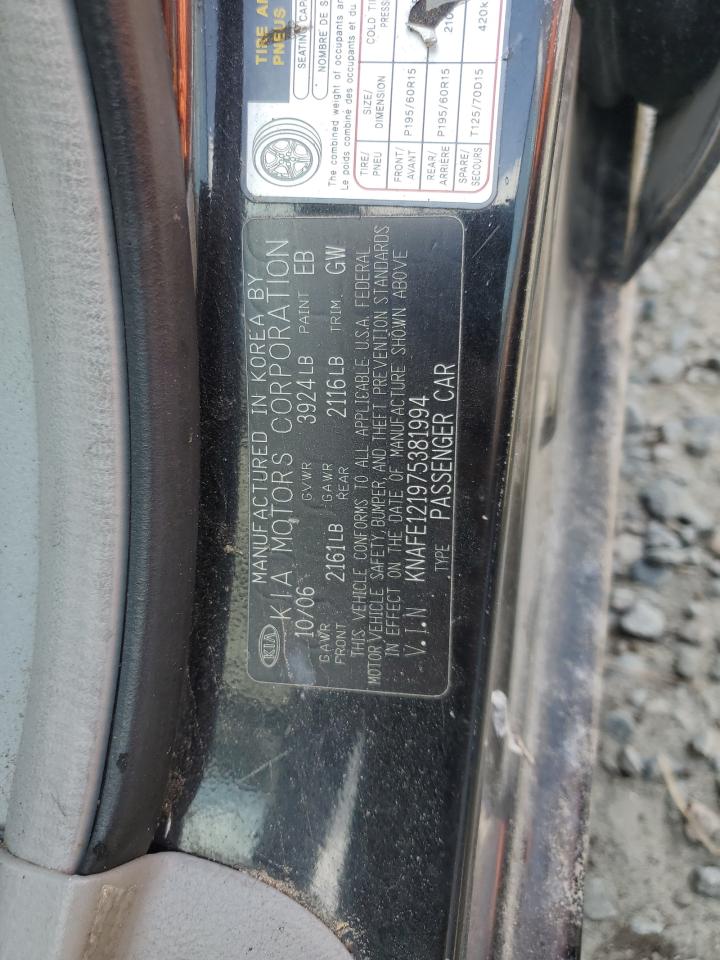 TIRE
PNEUS
SEATING
NOMBRE DE
The combined weight of occupants
Le poids combiné des occupants et du
TIRE/ PNEU SIZE/ DIMENSION COLD
FRONT/ AVANT P195/60R15
REAR/ ARRIÈRE P195/60R15
SPARE/ SECOURS T125/70D15 420k
KIA MANUFACTURED IN KOREA BY
KIA MOTORS CORPORATION
10/06 GVWR 3924LB PAINT EB
GAWR FRONT 2161LB GAWR REAR 2116LB TRIM. GW
THIS VEHICLE CONFORMS TO ALL APPLICABLE U.S.A. FEDERAL
MOTOR VEHICLE SAFETY, BUMPER, AND THEFT PREVENTION STANDARDS
IN EFFECT ON THE DATE OF MANUFACTURE SHOWN ABOVE
V.I.N KNAFE121975381994
TYPE PASSENGER CAR